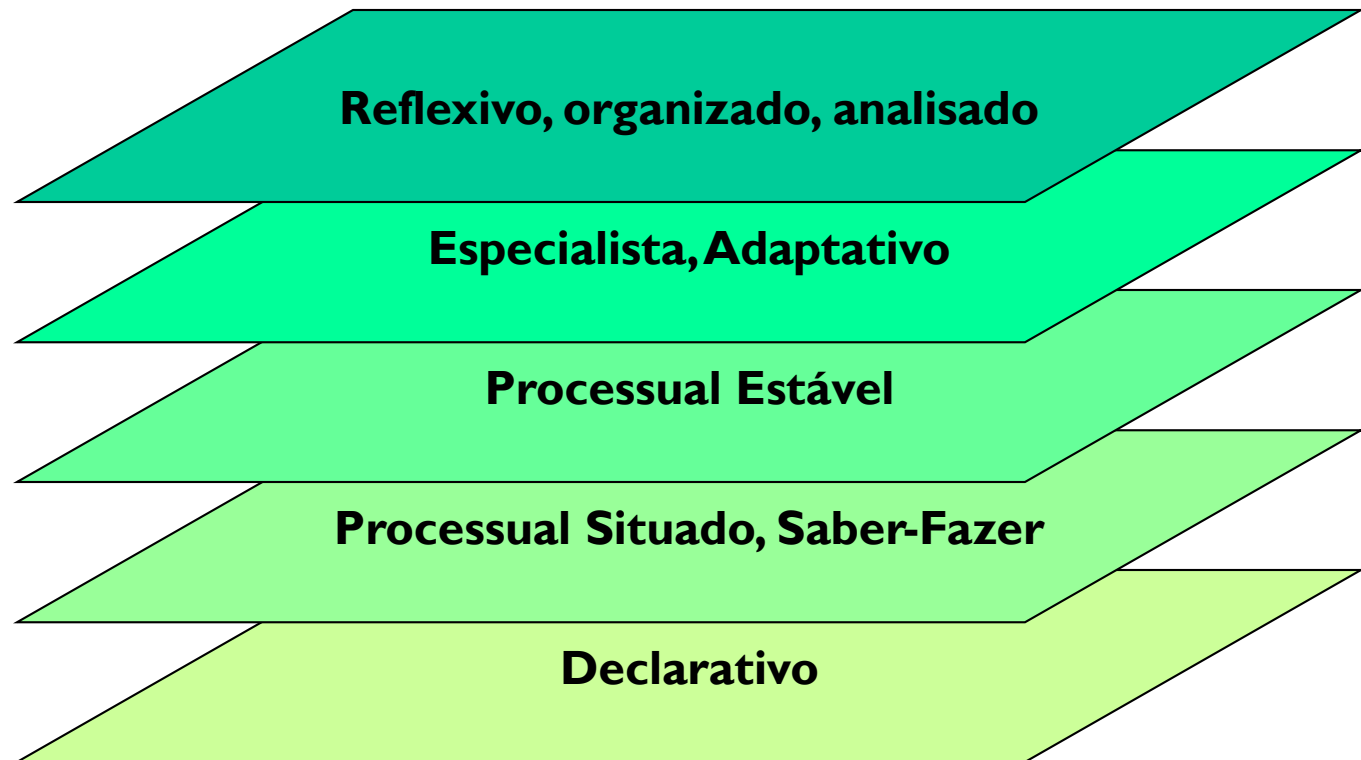 Reflexivo, organizado, analisado
Especialista, Adaptativo
Processual Estável
Processual Situado, Saber-Fazer
Declarativo